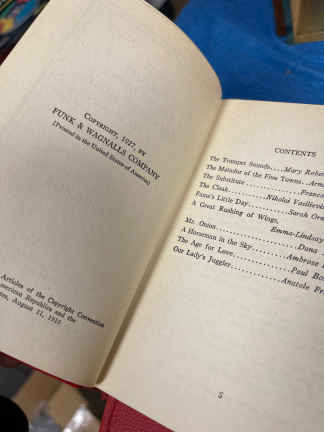 COPYRIGHT, 1927, BY
FUNK & WAGNALLS COMPANY
[Printed in the United States of America]
Articles of the Copyright Convention
Republics and the
August 11, 1910
CONTENTS
The Trumpet Sounds....Mary
The Matador of the Five Towns..
The Substitute
The Cloak Nikolai
Fame's Little Day Sarah
A Great Rushing of Wings,
Emma-Lindsay
Mr. Onion Dana
A Horseman in the Sky Ambrose
The Age for Love Paul
Our Lady's Juggler Anatole
5